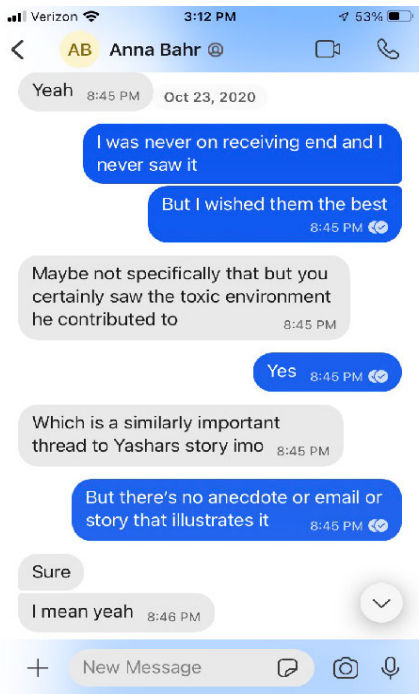 Verizon 3:12 PM 53%
AB Anna Bahr
Yeah 8:45 PM Oct 23, 2020
I was never on receiving end and I
never saw it
But I wished them the best
8:45 PM
Maybe not specifically that but you
certainly saw the toxic environment
he contributed to 8:45 PM
Yes 8:45 PM
Which is a similarly important
thread to Yashars story imo 8:45 PM
But there's no anecdote or email or
story that illustrates it 8:45 PM
Sure
I mean yeah 8:46 PM
New Message